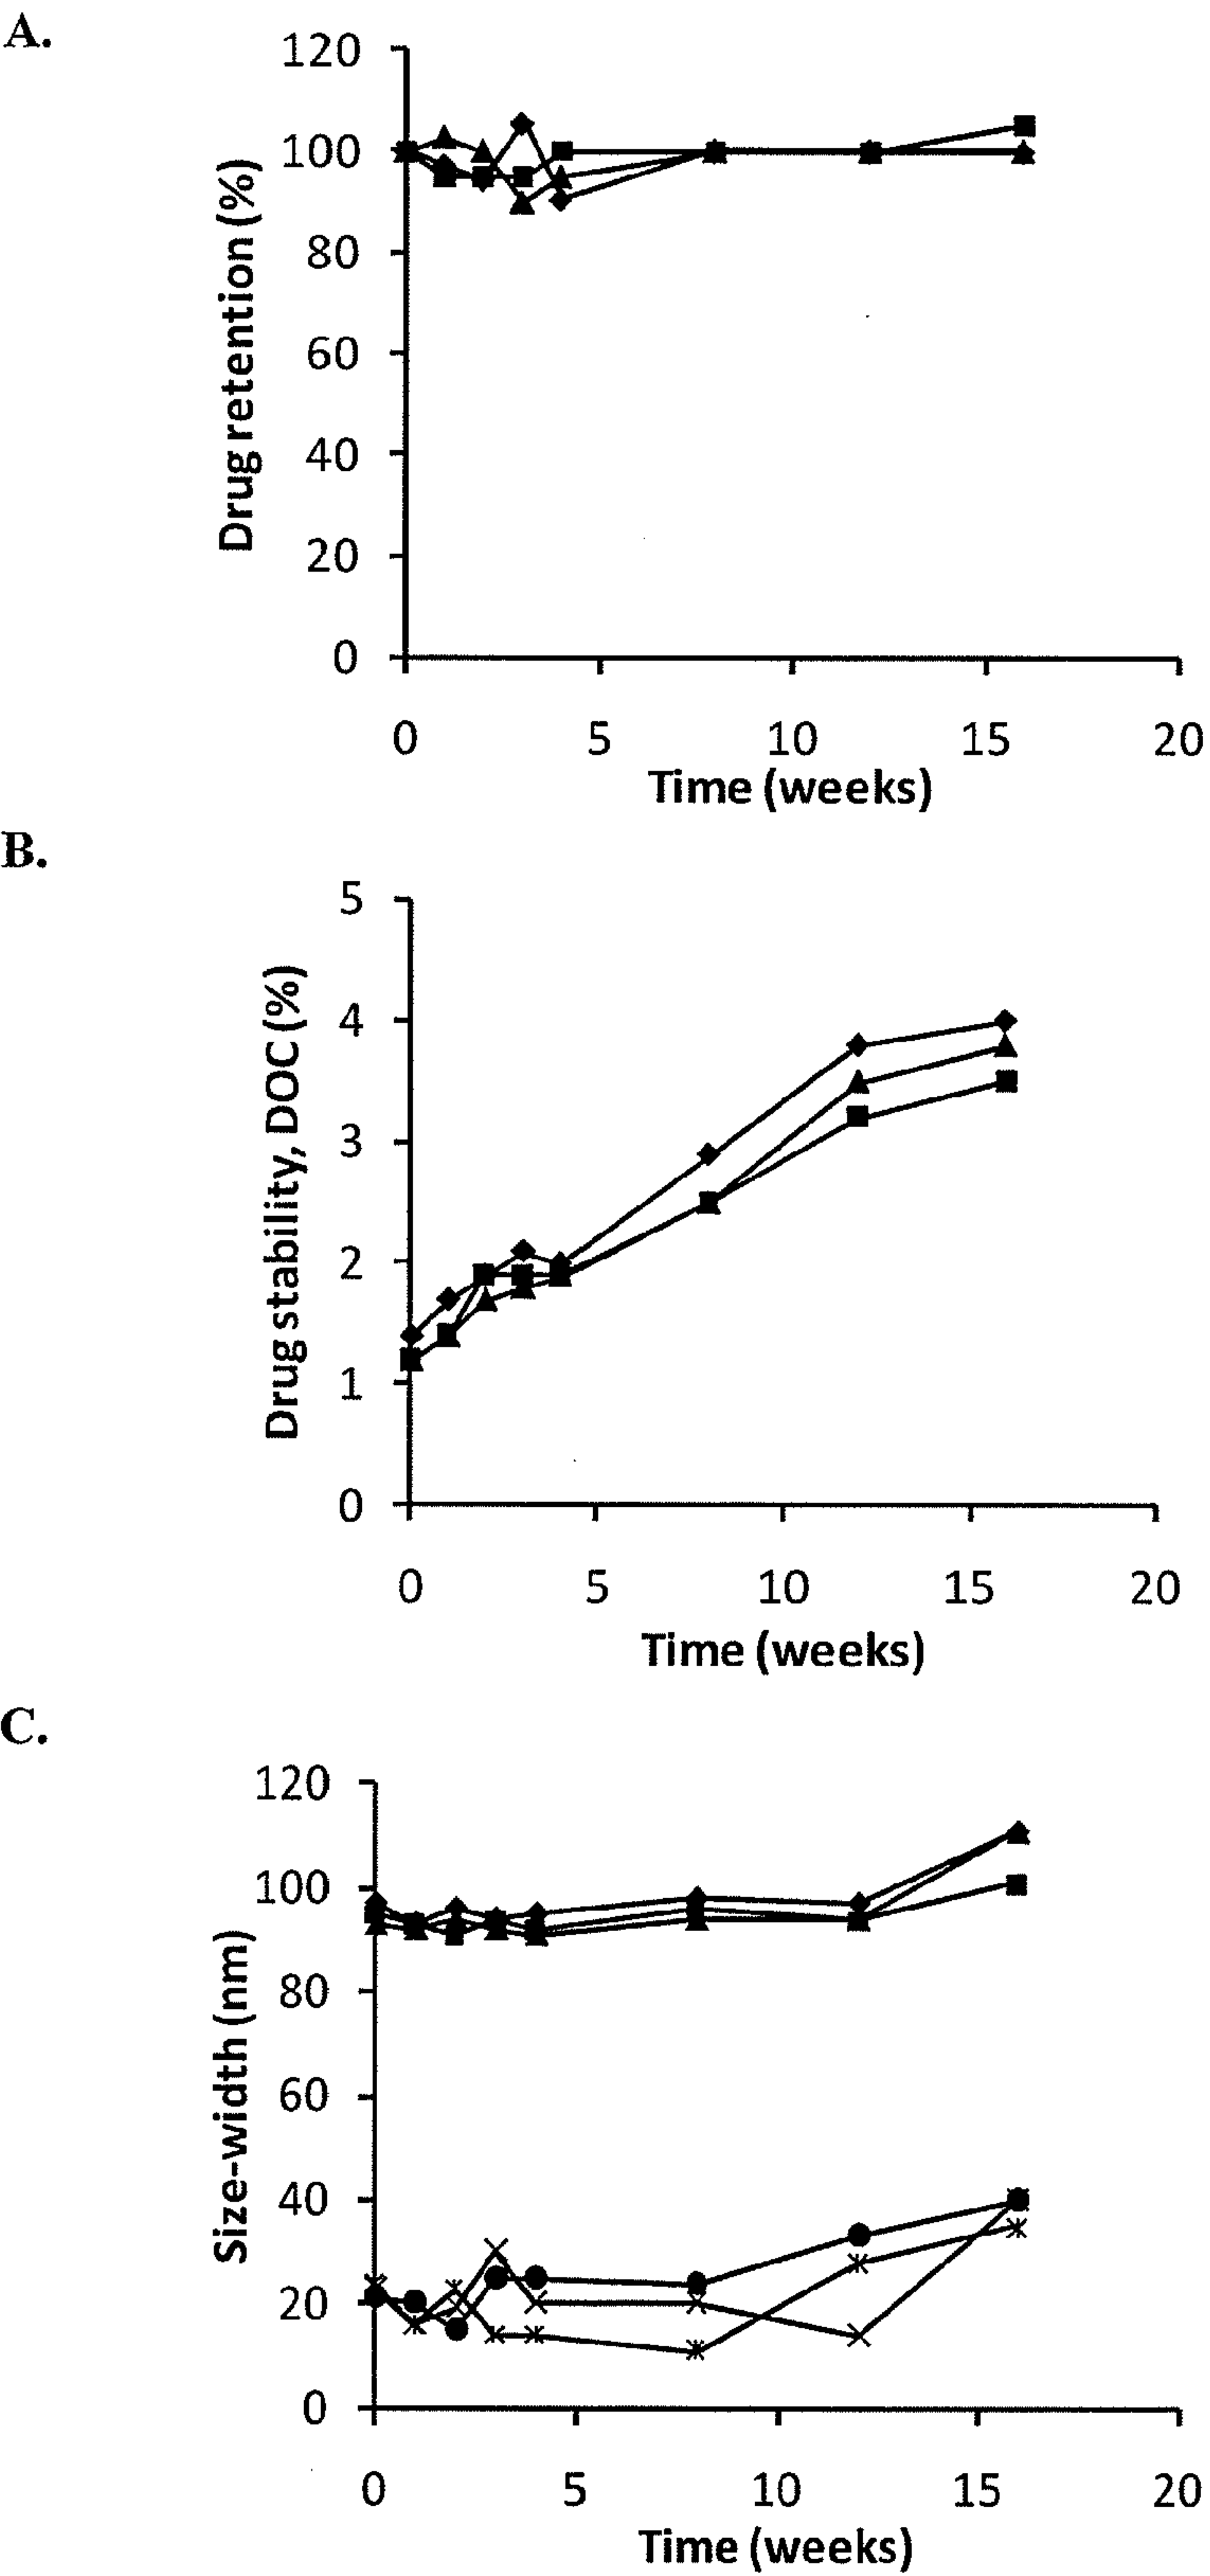 A.
120
100
80
60
40
20
0
Drug retention (%)
0 5 10 15 20
Time (weeks)
B.
5
4
3
2
1
0
Drug stability, DOC (%)
0 5 10 15 20
Time (weeks)
C.
120
100
80
60
40
20
0
Size-width (nm)
0 5 10 15 20
Time (weeks)